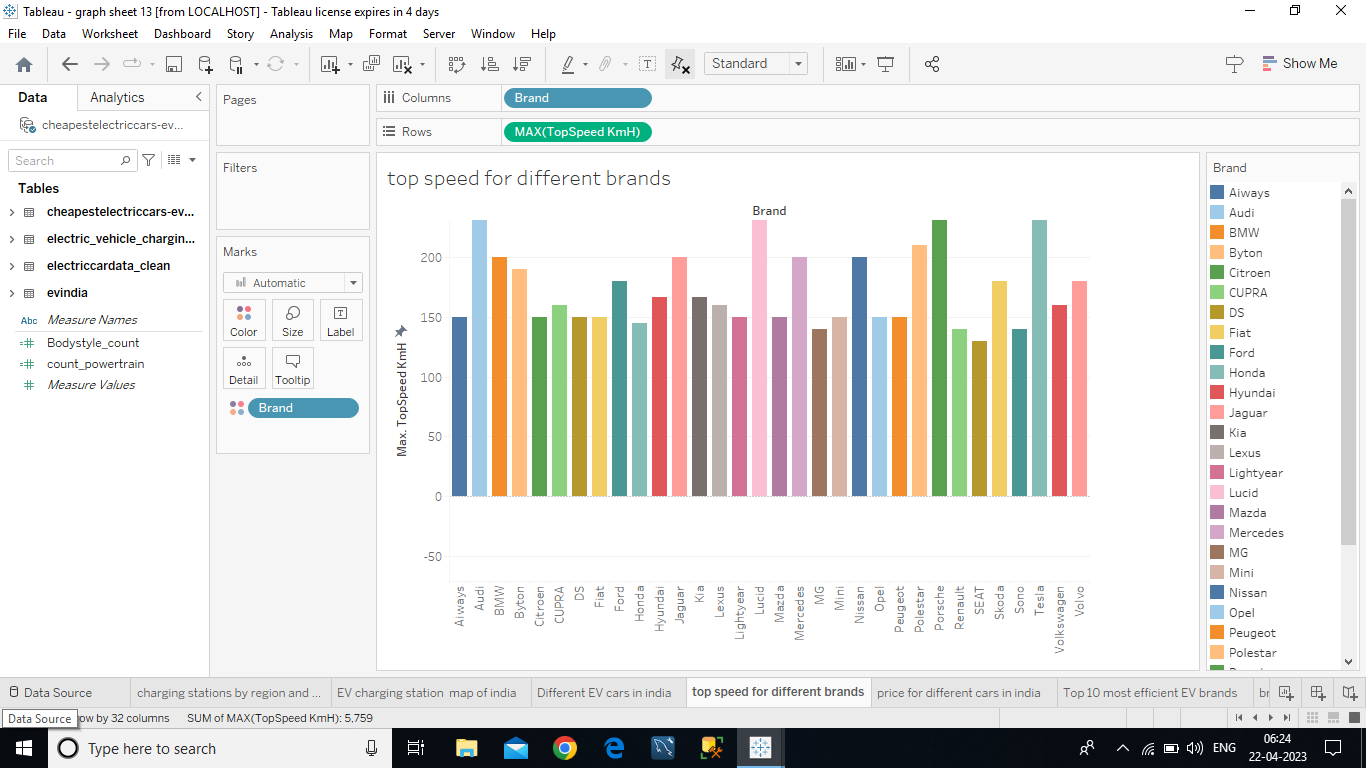 Tableau - graph sheet 13 [from LOCALHOST] - Tableau license expires in 4 days
File Data Worksheet Dashboard Story Analysis Map Format Server Window Help
Standard
Show Me
Data Analytics
cheapestelectriccars-ev...
Search
Tables
cheapestelectriccars-ev...
electric_vehicle_chargin...
electriccardata_clean
evindia
Abc Measure Names
Bodystyle_count
count_powertrain
Measure Values
Pages
Filters
Marks
Automatic
Color Size Label
Detail Tooltip
Brand
Columns Brand
Rows MAX(TopSpeed KmH)
top speed for different brands
Brand
Max. TopSpeed KmH
200
150
100
50
0
-50
Aiways
Audi
BMW
Byton
Citroen
CUPRA
DS
Fiat
Ford
Honda
Hyundai
Jaguar
Kia
Lexus
Lightyear
Lucid
Mazda
Mercedes
MG
Mini
Nissan
Opel
Peugeot
Polestar
Porsche
Renault
SEAT
Skoda
Sono
Tesla
Volkswagen
Volvo
Brand
Aiways
Audi
BMW
Byton
Citroen
CUPRA
DS
Fiat
Ford
Honda
Hyundai
Jaguar
Kia
Lexus
Lightyear
Lucid
Mazda
Mercedes
MG
Mini
Nissan
Opel
Peugeot
Polestar
Data Source charging stations by region and ... EV charging station map of india Different EV cars in india top speed for different brands price for different cars in india Top 10 most efficient EV brands br
Data Source ow by 32 columns SUM of MAX(TopSpeed KmH): 5,759
Type here to search
ENG
06:24
22-04-2023